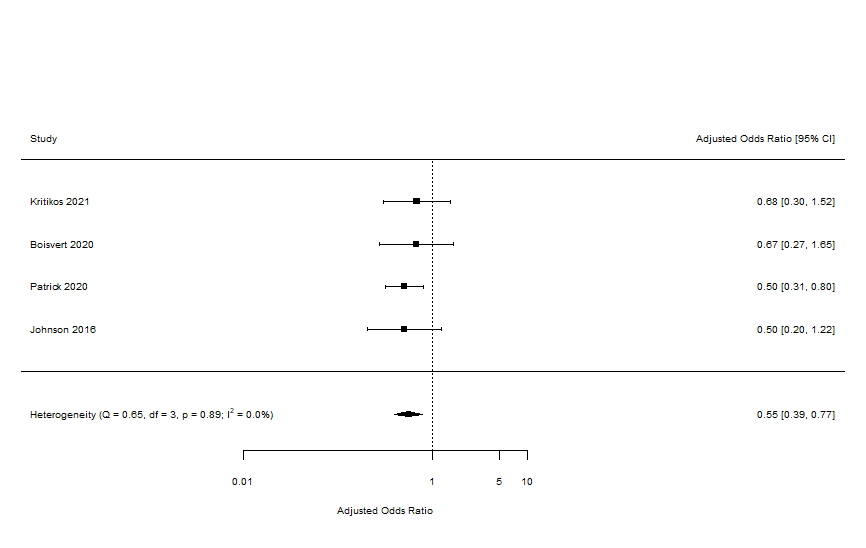 Study Adjusted Odds Ratio [95% CI]
Kritikos 2021 0.68 [0.30, 1.52]
Boisvert 2020 0.67 [0.27, 1.65]
Patrick 2020 0.50 [0.31, 0.80]
Johnson 2016 0.50 [0.20, 1.22]
Heterogeneity (Q = 0.65, df = 3, p = 0.89; I² = 0.0%) 0.55 [0.39, 0.77]
0.01 1 5 10
Adjusted Odds Ratio